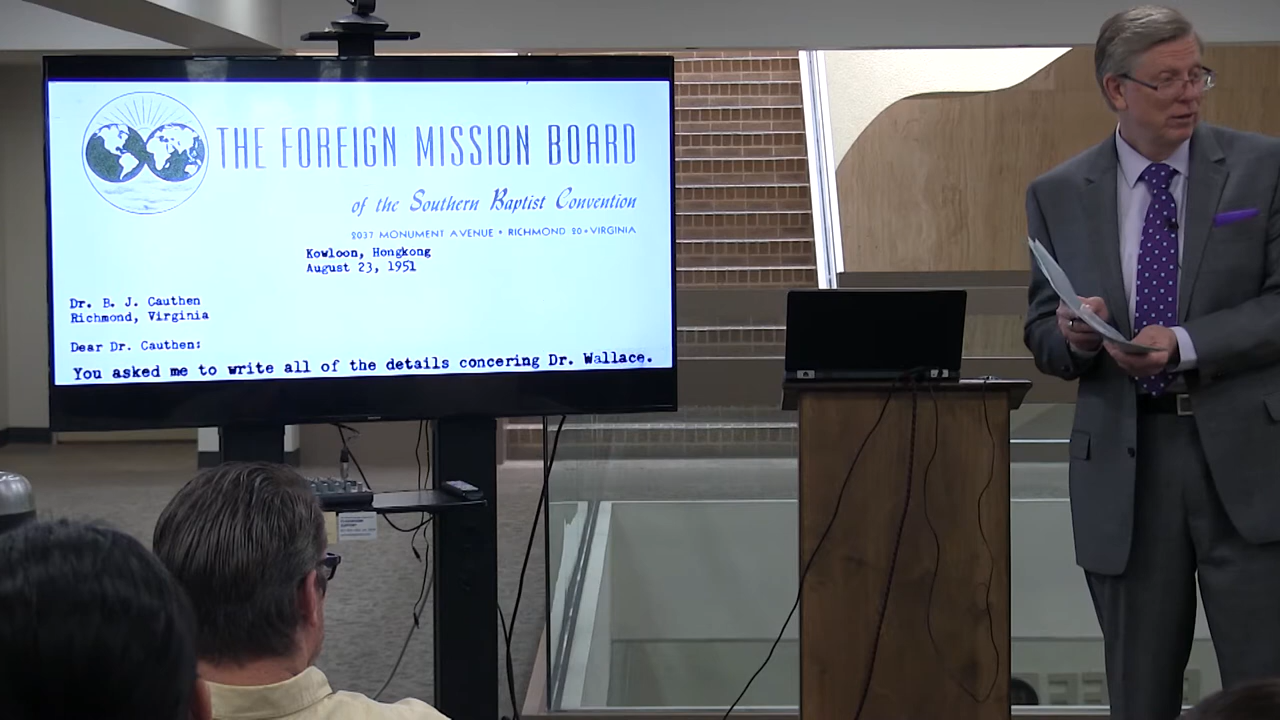 THE FOREIGN MISSION BOARD
of the Southern Baptist Convention
2037 MONUMENT AVENUE • RICHMOND 20 • VIRGINIA
Kowloon, Hongkong
August 23, 1951
Dr. B. J. Cauthen
Richmond, Virginia
Dear Dr. Cauthen:
You asked me to write all of the details concering Dr. Wallace.